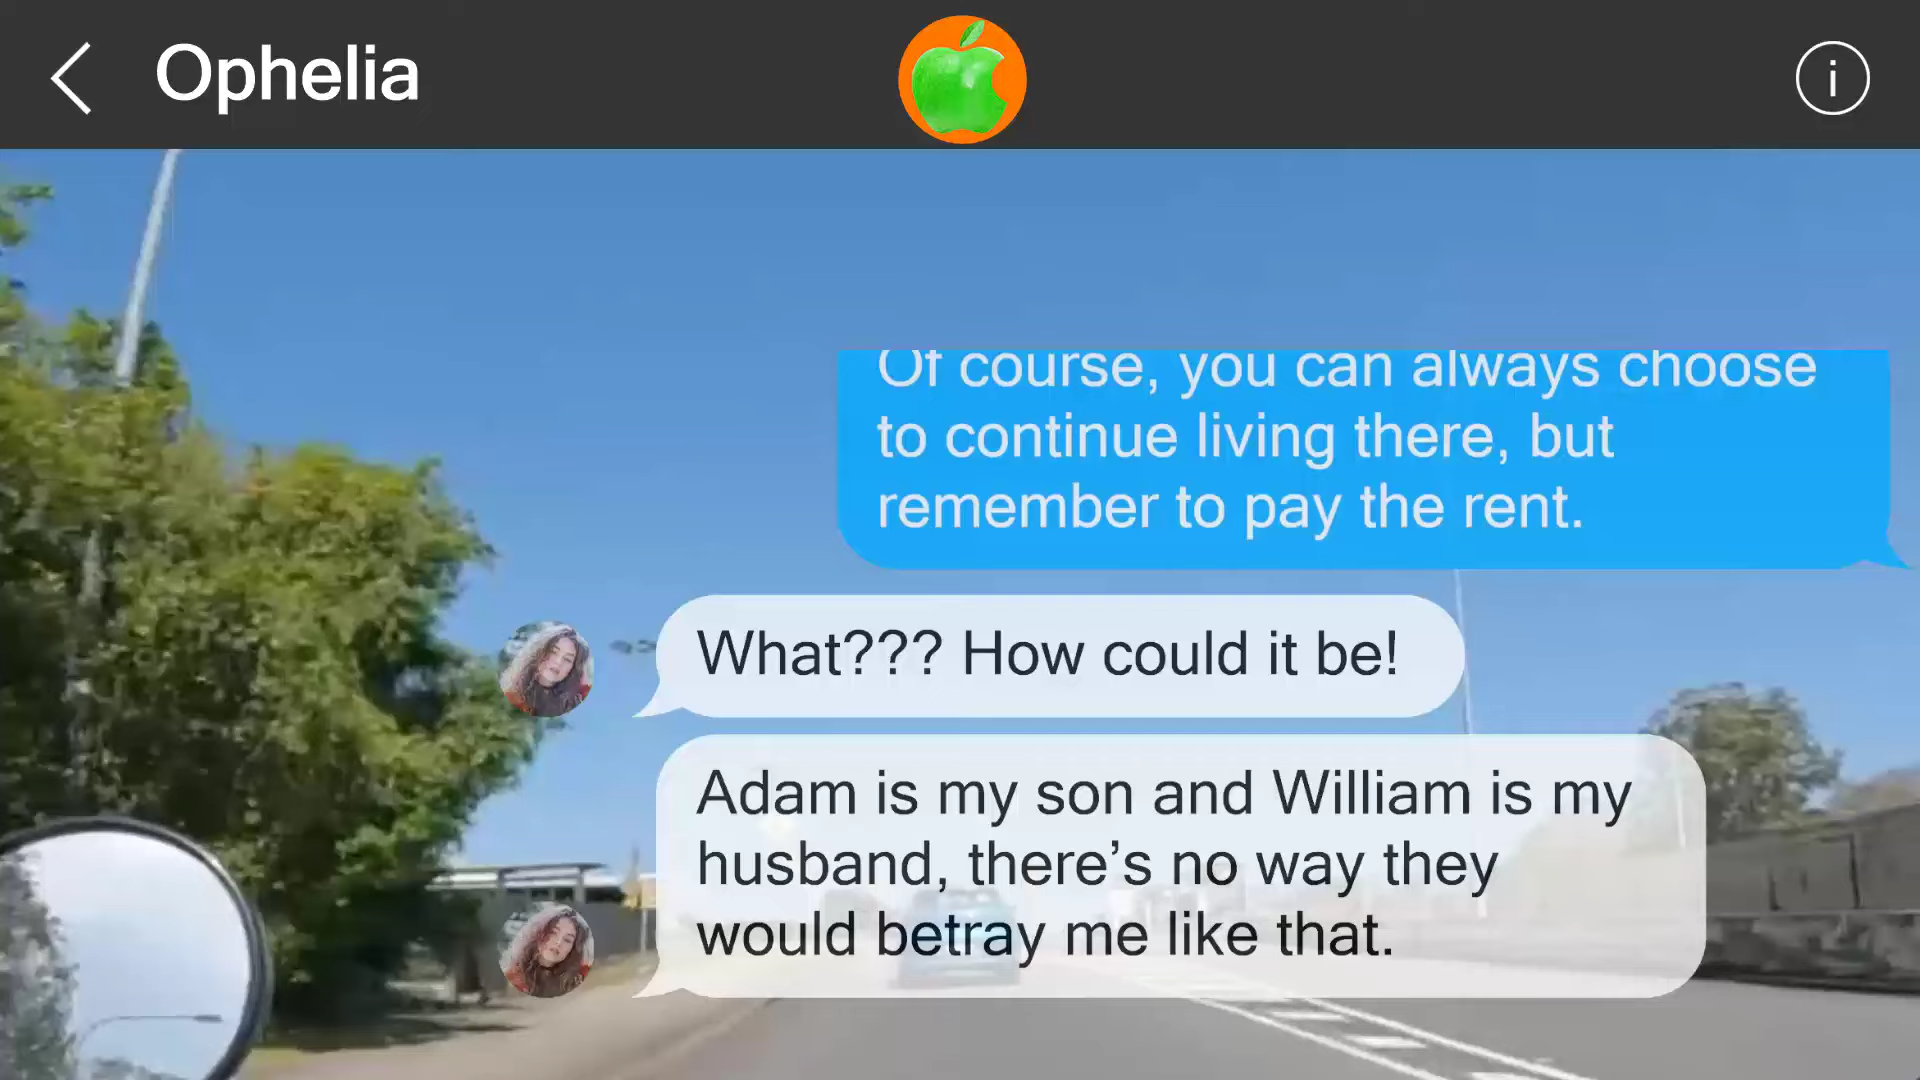 Ophelia
Of course, you can always choose
to continue living there, but
remember to pay the rent.
What??? How could it be!
Adam is my son and William is my
husband, there’s no way they
would betray me like that.